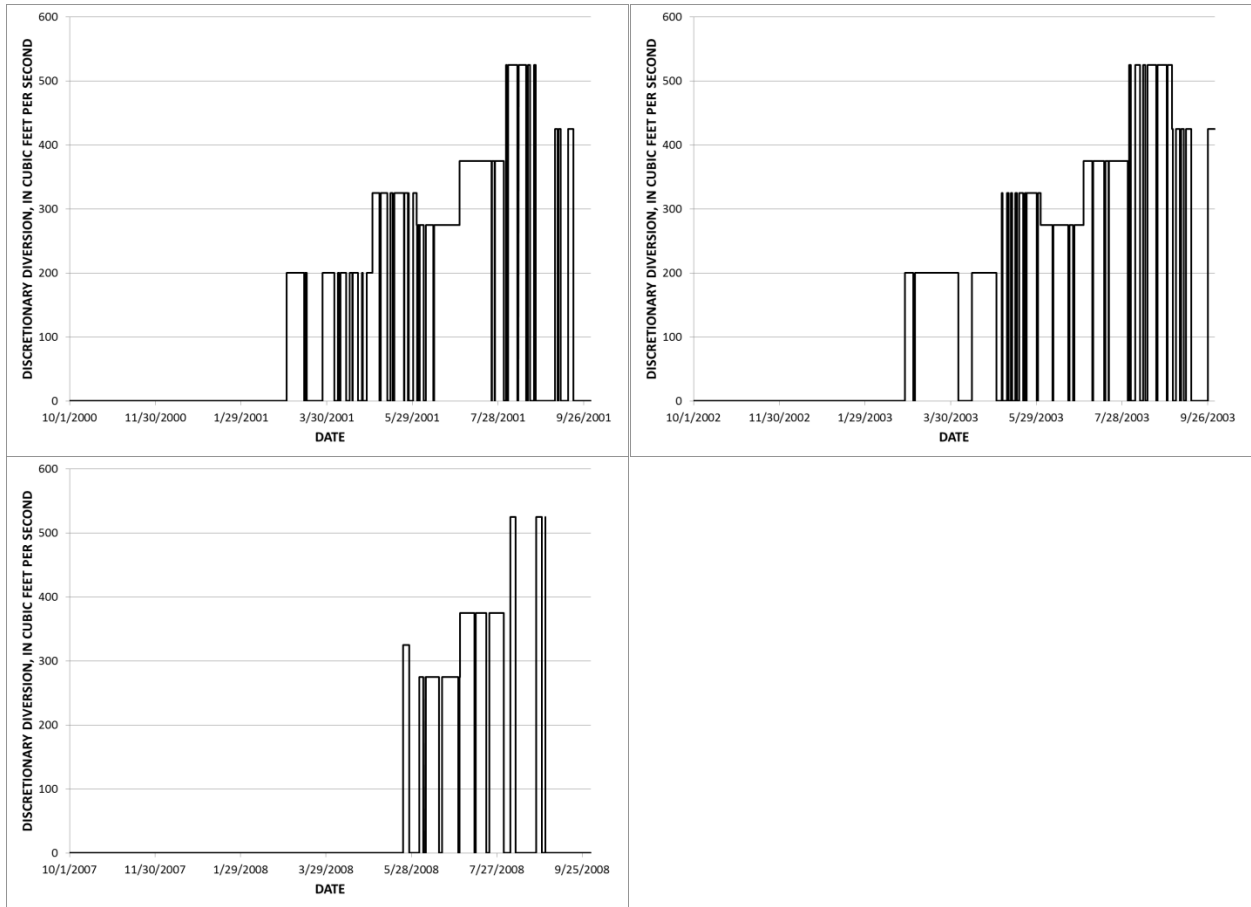 600
500
400
300
200
100
0
DISCRETIONARY DIVERSION, IN CUBIC FEET PER SECOND
10/1/2000 11/30/2000 1/29/2001 3/30/2001 5/29/2001 7/28/2001 9/26/2001
DATE
600
500
400
300
200
100
0
DISCRETIONARY DIVERSION, IN CUBIC FEET PER SECOND
10/1/2002 11/30/2002 1/29/2003 3/30/2003 5/29/2003 7/28/2003 9/26/2003
DATE
600
500
400
300
200
100
0
DISCRETIONARY DIVERSION, IN CUBIC FEET PER SECOND
10/1/2007 11/30/2007 1/29/2008 3/29/2008 5/28/2008 7/27/2008 9/25/2008
DATE